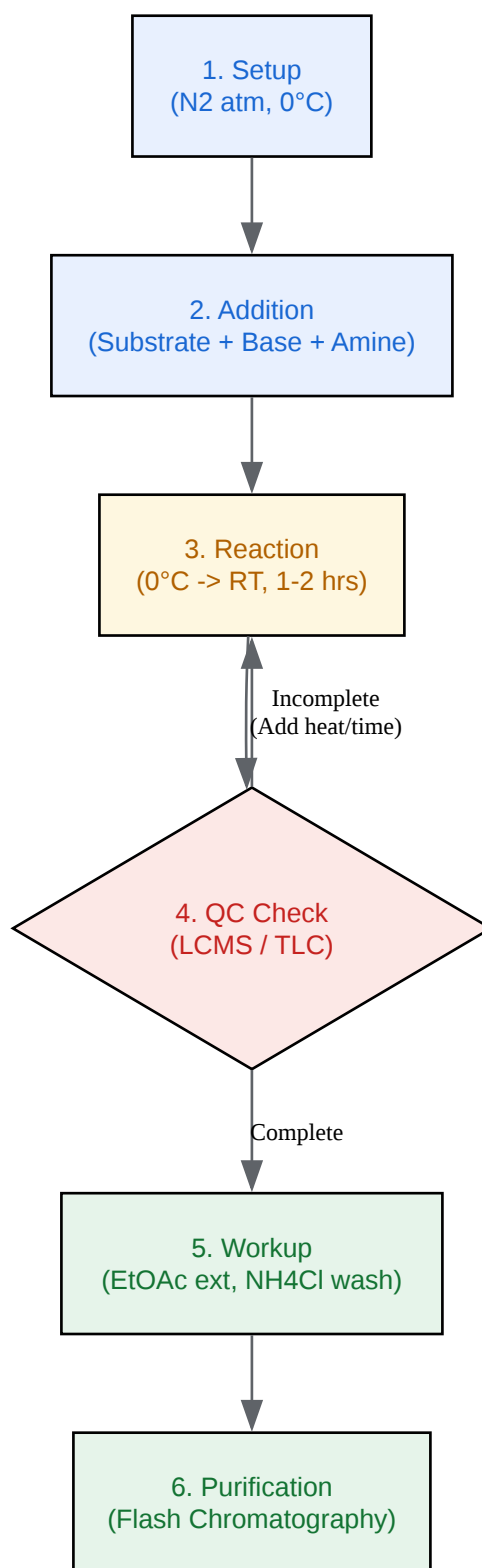 1. Setup
(N2 atm, 0°C)
2. Addition
(Substrate + Base + Amine)
3. Reaction
(0°C -> RT, 1-2 hrs)
Incomplete
(Add heat/time)
4. QC Check
(LCMS / TLC)
Complete
5. Workup
(EtOAc ext, NH4Cl wash)
6. Purification
(Flash Chromatography)